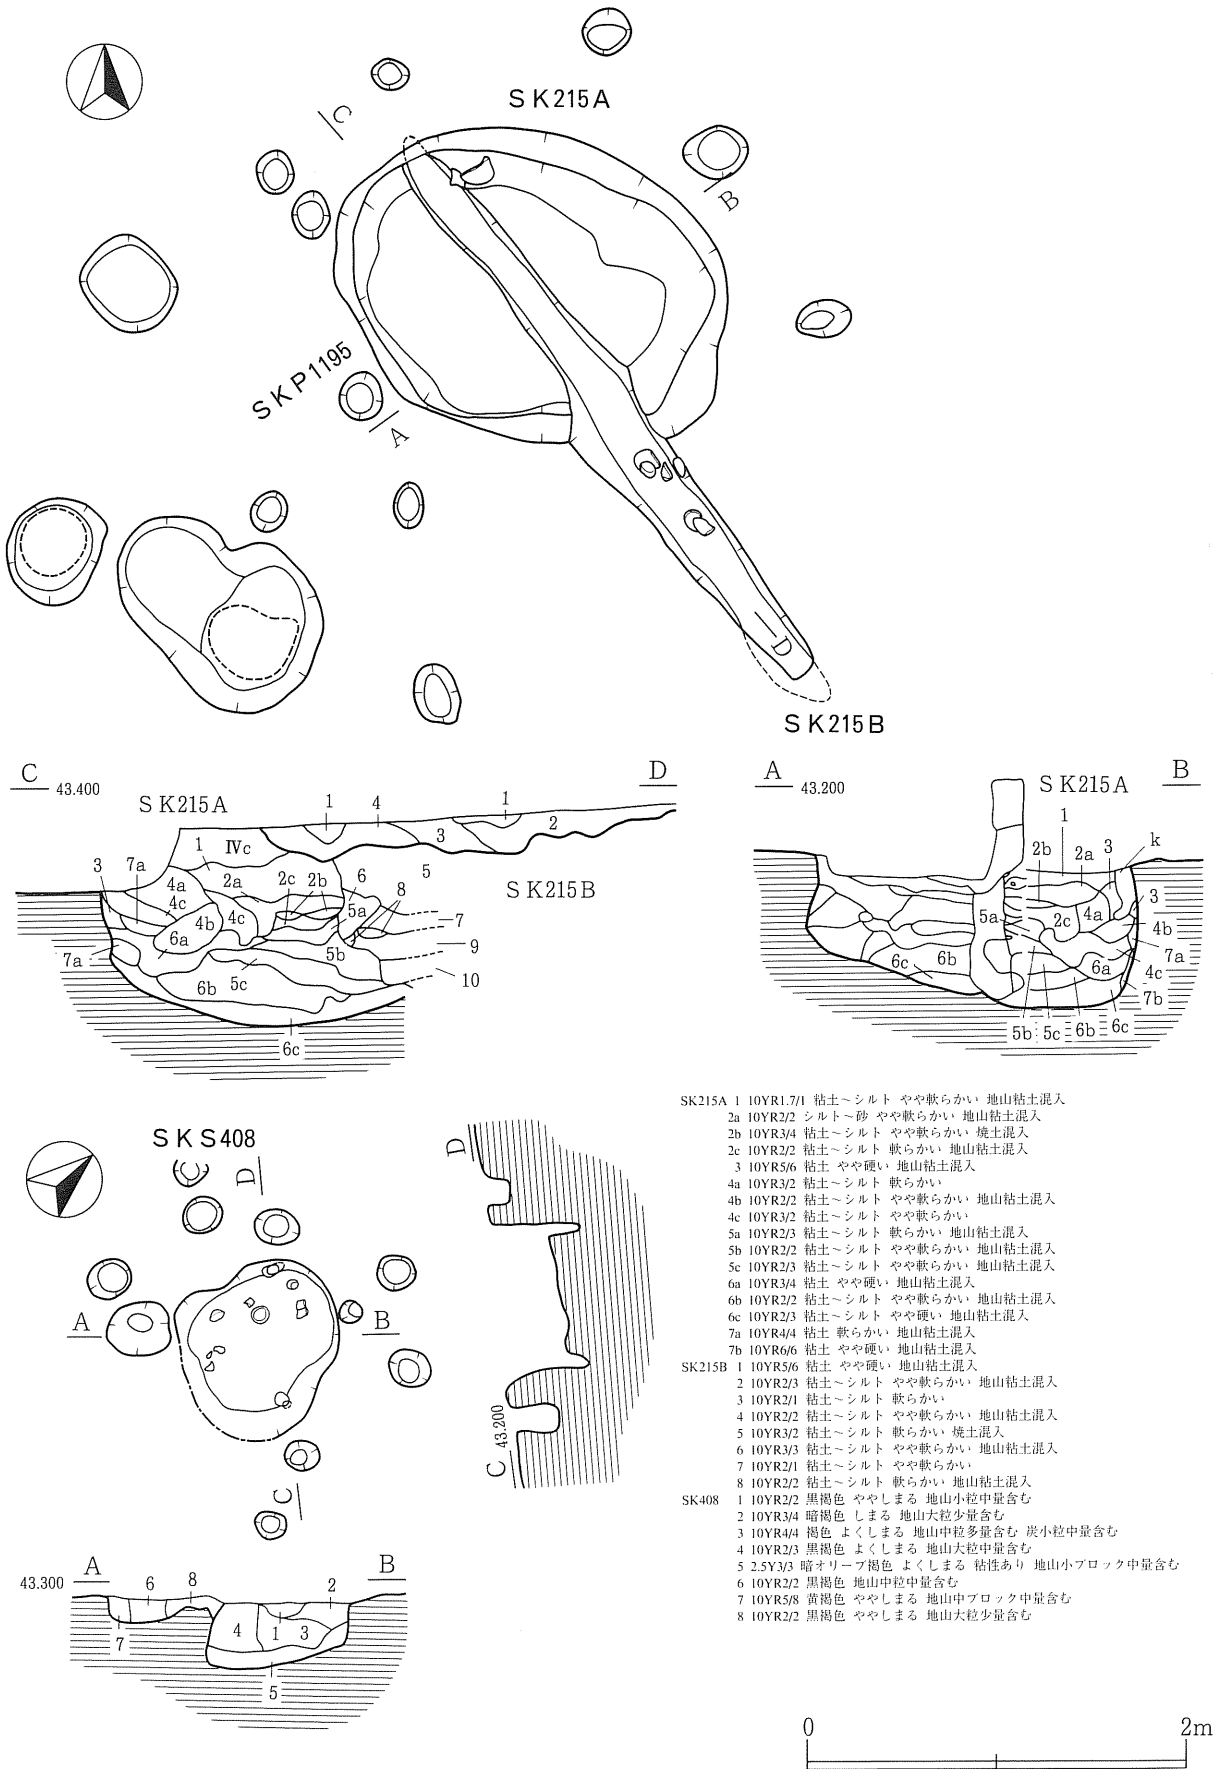 SK215A
C
B
SKP1195
A
D
SK215B
C
43.400
SK215A
D
1 4 1
1 IVc 3 2
3 7a 5
4a 2a 2c 2b 6 8 SK215B
4c 4b 4c 5a 7
6a 5b 9
7a 6b 5c 10
6c
A
43.200
SK215A
B
1
2b 2a 3 k
5a 2c 4a 3
4b
6c 6b 6a 7a
4c
7b
5b 5c 6b 6c
SKS408
D
A
B
C
D
C 43.200
SK215A 1 10YR1.7/1 粘土～シルト やや軟らかい 地山粘土混入
2a 10YR2/2 シルト～砂 やや軟らかい 地山粘土混入
2b 10YR3/4 粘土～シルト やや軟らかい 焼土混入
2c 10YR2/2 粘土～シルト 軟らかい 地山粘土混入
3 10YR5/6 粘土 やや硬い 地山粘土混入
4a 10YR3/2 粘土～シルト 軟らかい
4b 10YR2/2 粘土～シルト やや軟らかい 地山粘土混入
4c 10YR3/2 粘土～シルト やや軟らかい
5a 10YR2/3 粘土～シルト 軟らかい 地山粘土混入
5b 10YR2/2 粘土～シルト やや軟らかい 地山粘土混入
5c 10YR2/3 粘土～シルト やや軟らかい 地山粘土混入
6a 10YR3/4 粘土 やや硬い 地山粘土混入
6b 10YR2/2 粘土～シルト やや軟らかい 地山粘土混入
6c 10YR2/3 粘土～シルト やや硬い 地山粘土混入
7a 10YR4/4 粘土 軟らかい 地山粘土混入
7b 10YR6/6 粘土 やや硬い 地山粘土混入
SK215B 1 10YR5/6 粘土 やや硬い 地山粘土混入
2 10YR2/3 粘土～シルト やや軟らかい 地山粘土混入
3 10YR2/1 粘土～シルト 軟らかい
4 10YR2/2 粘土～シルト やや軟らかい 地山粘土混入
5 10YR3/2 粘土～シルト 軟らかい 焼土混入
6 10YR3/3 粘土～シルト やや軟らかい 地山粘土混入
7 10YR2/1 粘土～シルト やや軟らかい
8 10YR2/2 粘土～シルト 軟らかい 地山粘土混入
SK408 1 10YR2/2 黒褐色 ややしまる 地山小粒中量含む
2 10YR3/4 暗褐色 しまる 地山大粒少量含む
3 10YR4/4 褐色 よくしまる 地山中粒多量含む 炭小粒中量含む
4 10YR2/3 黒褐色 よくしまる 地山大粒中量含む
5 2.5Y3/3 暗オリーブ褐色 よくしまる 粘性あり 地山小ブロック中量含む
6 10YR2/2 黒褐色 地山中粒中量含む
7 10YR5/8 黄褐色 ややしまる 地山中ブロック中量含む
8 10YR2/2 黒褐色 ややしまる 地山大粒少量含む
A
B
43.300
6 8 2
7 4 1 3
5
0 2m